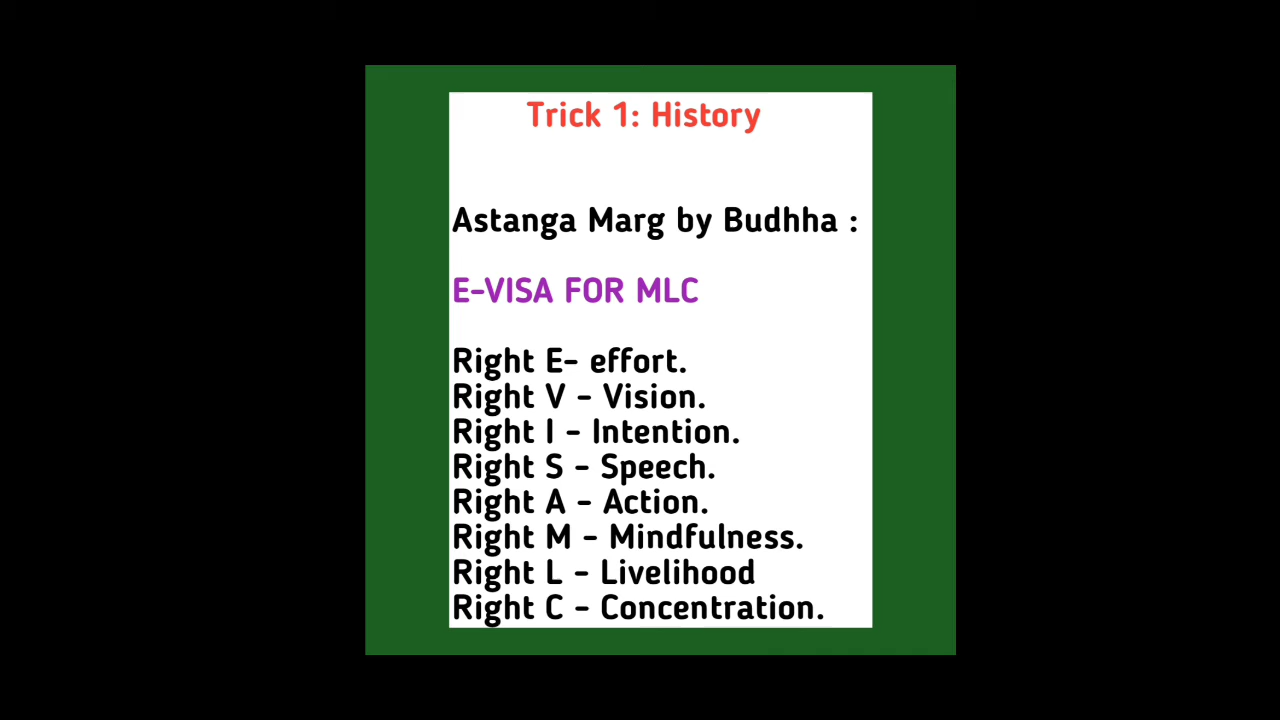 Trick 1: History
Astanga Marg by Budhha :
E-VISA FOR MLC
Right E- effort.
Right V - Vision.
Right I - Intention.
Right S - Speech.
Right A - Action.
Right M - Mindfulness.
Right L - Livelihood
Right C - Concentration.